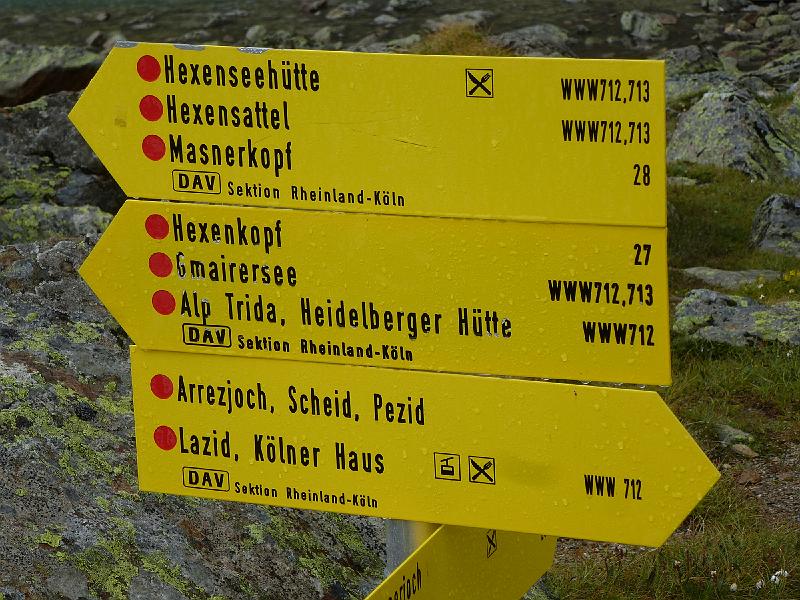 Hexenseehütte WWW712,713
Hexensattel WWW712,713
Masnerkopf 28
DAV Sektion Rheinland-Köln
Hexenkopf 27
Gmairersee WWW712,713
Alp Trida, Heidelberger Hütte WWW712
DAV Sektion Rheinland-Köln
Arrezjoch, Scheid, Pezid
Lazid, Kölner Haus WWW 712
DAV Sektion Rheinland-Köln